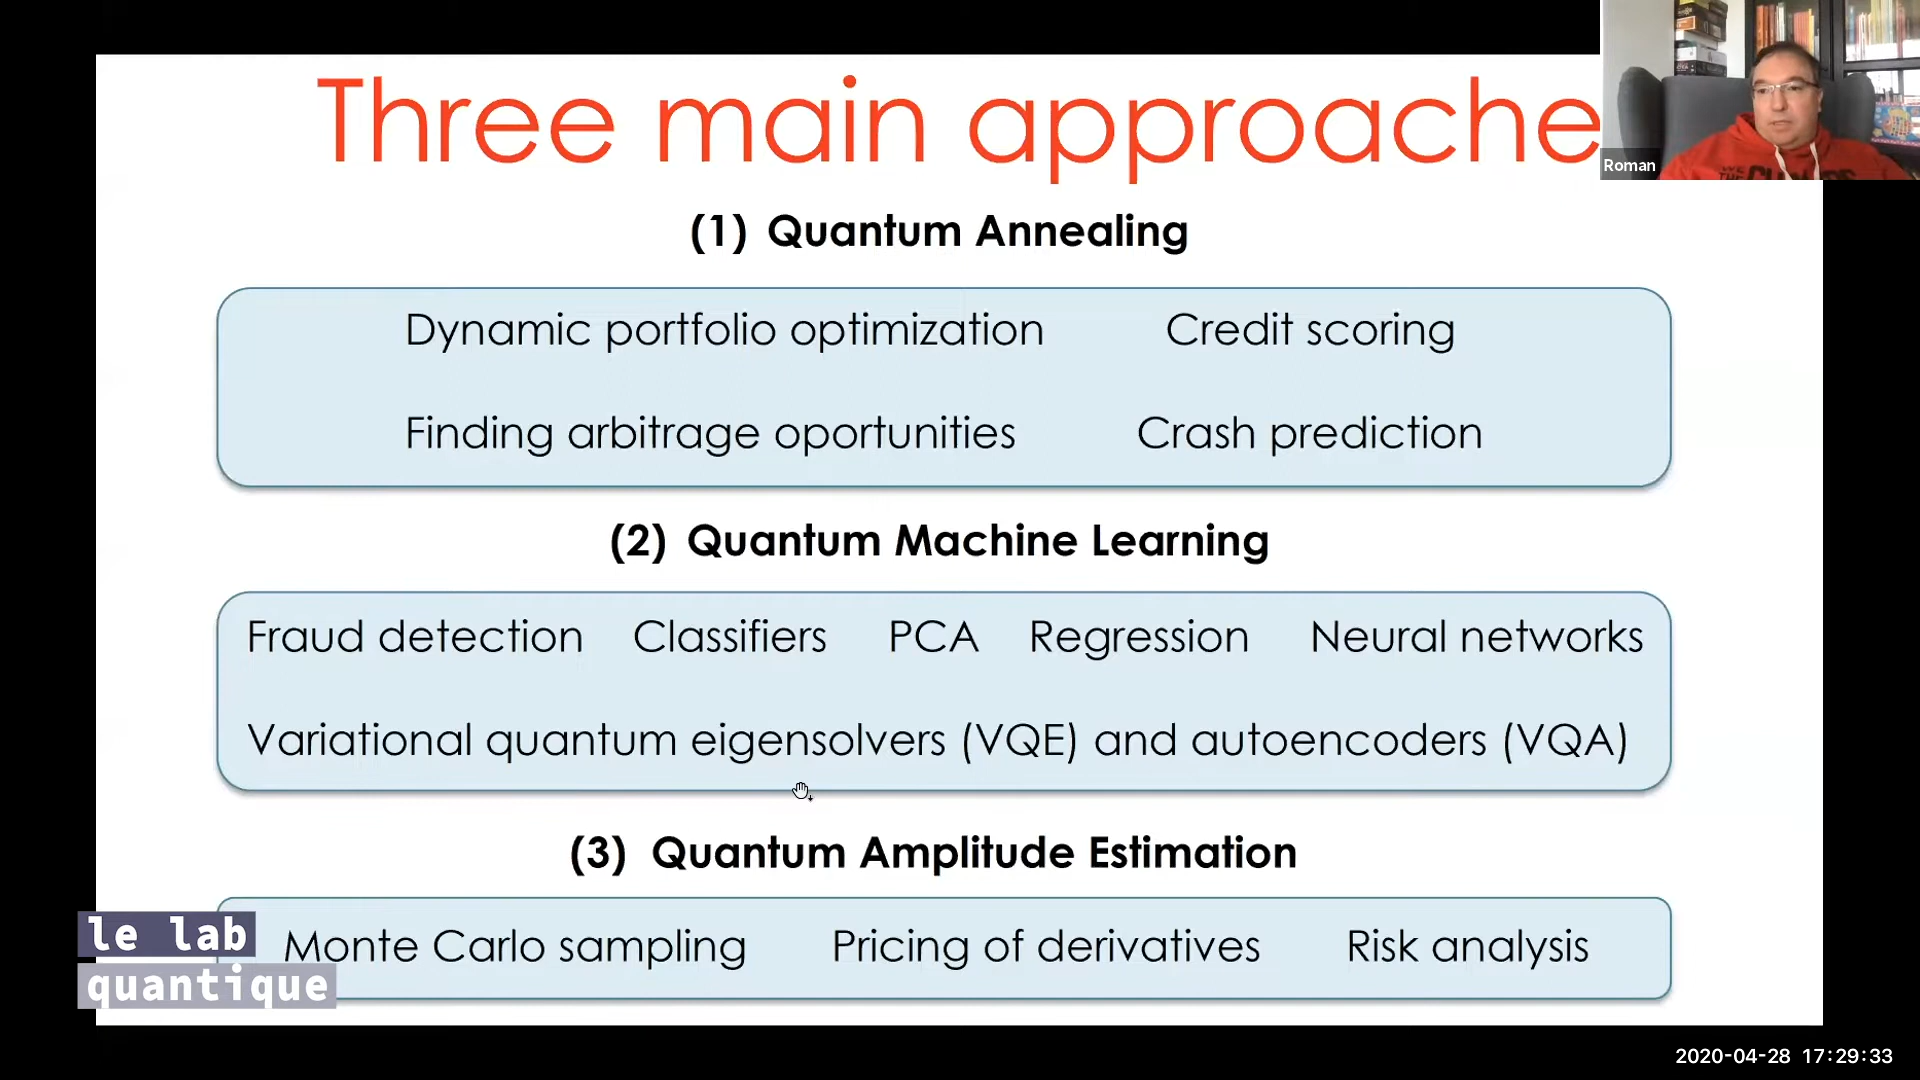 Three main approache
Roman
(1) Quantum Annealing
Dynamic portfolio optimization Credit scoring
Finding arbitrage oportunities Crash prediction
(2) Quantum Machine Learning
Fraud detection Classifiers PCA Regression Neural networks
Variational quantum eigensolvers (VQE) and autoencoders (VQA)
(3) Quantum Amplitude Estimation
Monte Carlo sampling Pricing of derivatives Risk analysis
le lab
quantique
2020-04-28 17:29:33